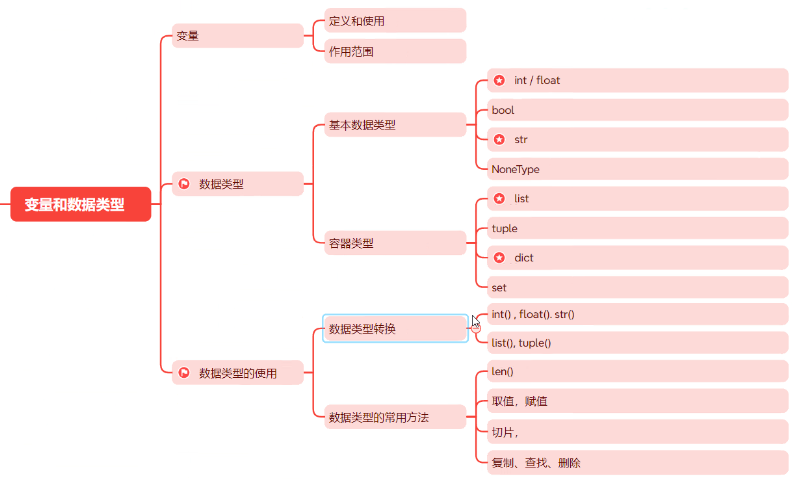 变量和数据类型
变量
定义和使用
作用范围
数据类型
基本数据类型
int / float
bool
str
NoneType
容器类型
list
tuple
dict
set
数据类型的使用
数据类型转换
int() , float(). str()
list(), tuple()
数据类型的常用方法
len()
取值，赋值
切片，
复制、查找、删除